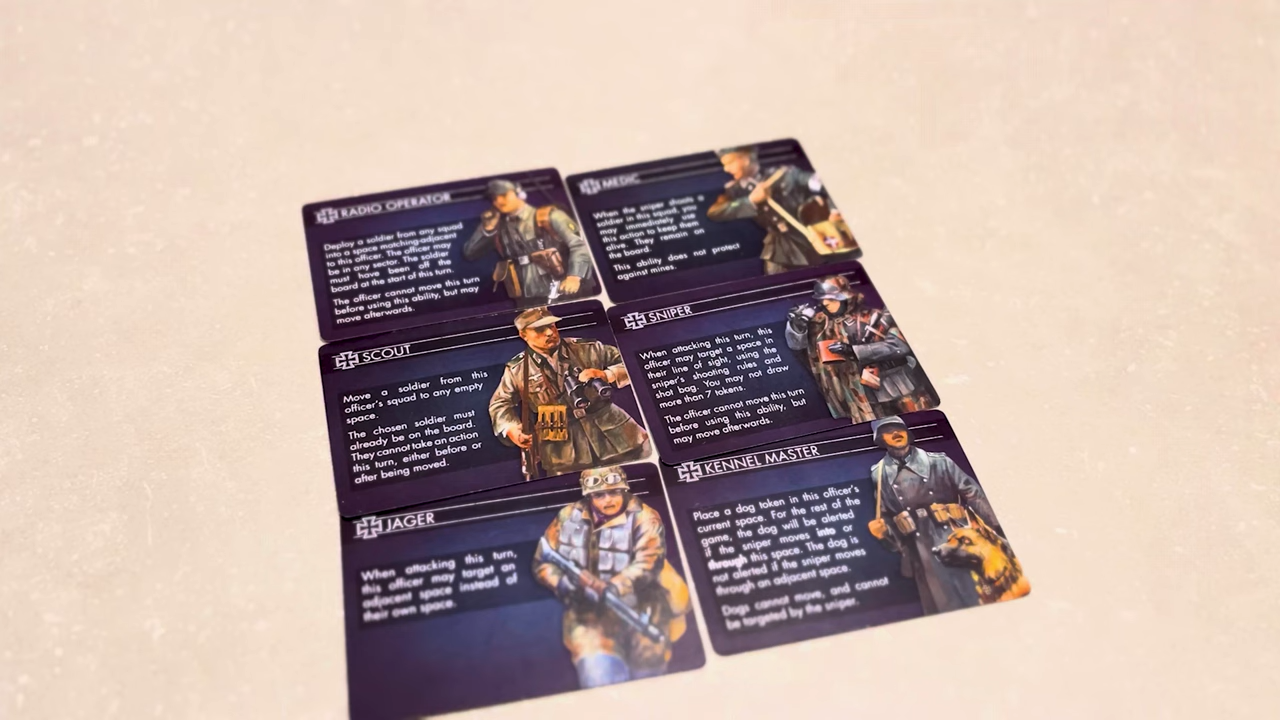 RADIO OPERATOR
Deploy a soldier from any squad
into a space matching-adjacent
to this officer. The officer may
be in any sector. The soldier
must have been off the
board at the start of this turn.
The officer cannot move this turn
before using this ability, but may
move afterwards.
MEDIC
When the sniper shoots a
soldier in this squad, you
may immediately use
this action to keep them
alive. They remain on
the board.
This ability does not protect
against mines.
SCOUT
Move a soldier from this
officer's squad to any empty
space.
The chosen soldier must
already be on the board.
They cannot take an action
this turn, either before or
after being moved.
SNIPER
When attacking this turn, this
officer may target a space in
their line of sight, using the
sniper's shooting rules and
shot bag. You may not draw
more than 7 tokens.
The officer cannot move this turn
before using this ability, but
may move afterwards.
JAGER
When attacking this turn,
this officer may target an
adjacent space instead of
their own space.
KENNEL MASTER
Place a dog token in this officer's
current space. For the rest of the
game, the dog will be alerted
if the sniper moves into or
through this space. The dog is
not alerted if the sniper moves
through an adjacent space.
Dogs cannot move, and cannot
be targeted by the sniper.